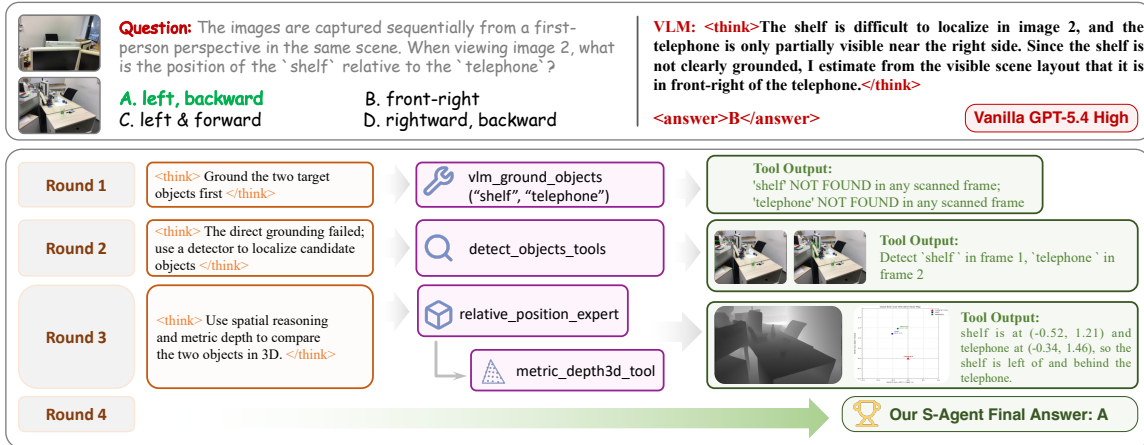 Question: The images are captured sequentially from a first-
person perspective in the same scene. When viewing image 2, what
is the position of the `shelf` relative to the `telephone`?
A. left, backward
B. front-right
C. left & forward
D. rightward, backward
VLM: <think>The shelf is difficult to localize in image 2, and the
telephone is only partially visible near the right side. Since the shelf is
not clearly grounded, I estimate from the visible scene layout that it is
in front-right of the telephone.</think>
<answer>B</answer>
Vanilla GPT-5.4 High
Round 1
<think> Ground the two target
objects first </think>
vlm_ground_objects
(“shelf”, “telephone”)
Tool Output:
'shelf' NOT FOUND in any scanned frame;
'telephone' NOT FOUND in any scanned frame
Round 2
<think> The direct grounding failed;
use a detector to localize candidate
objects </think>
detect_objects_tools
Tool Output:
Detect `shelf ` in frame 1, `telephone ` in
frame 2
Round 3
<think> Use spatial reasoning
and metric depth to compare
the two objects in 3D. </think>
relative_position_expert
metric_depth3d_tool
Tool Output:
shelf is at (-0.52, 1.21) and
telephone at (-0.34, 1.46), so the
shelf is left of and behind the
telephone.
Round 4
Our S-Agent Final Answer: A